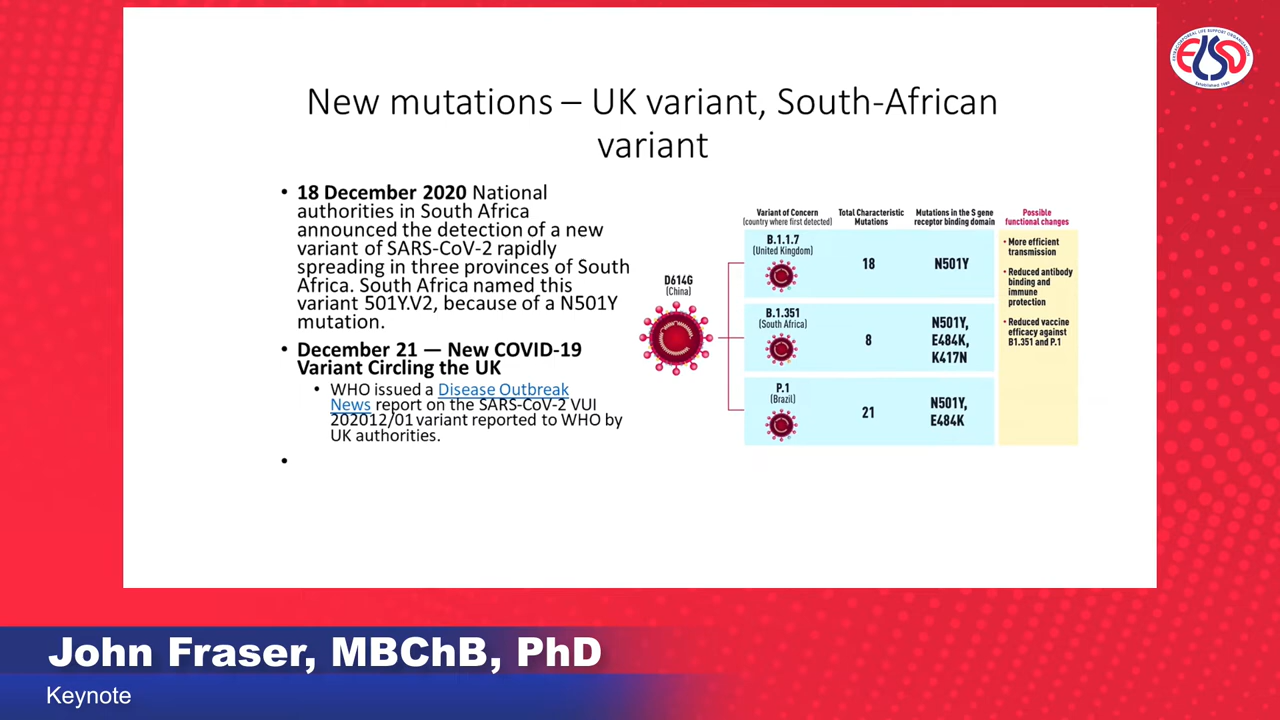 New mutations – UK variant, South-African
variant
• 18 December 2020 National
authorities in South Africa
announced the detection of a new
variant of SARS-CoV-2 rapidly
spreading in three provinces of South
Africa. South Africa named this
variant 501Y.V2, because of a N501Y
mutation.
• December 21 — New COVID-19
Variant Circling the UK
• WHO issued a Disease Outbreak
News report on the SARS-CoV-2 VUI
202012/01 variant reported to WHO by
UK authorities.
•
D614G
(China)
Variant of Concern
(country where first detected)
Total Characteristic
Mutations
Mutations in the S gene
receptor binding domain
Possible
functional changes
B.1.1.7
(United Kingdom)
18
N501Y
B.1.351
(South Africa)
8
N501Y,
E484K,
K417N
P.1
(Brazil)
21
N501Y,
E484K
• More efficient
transmission
• Reduced antibody
binding and
immune
protection
• Reduced vaccine
efficacy against
B1.351 and P.1
EXTRACORPOREAL LIFE SUPPORT ORGANIZATION
ELSO
Established 1989
John Fraser, MBChB, PhD
Keynote